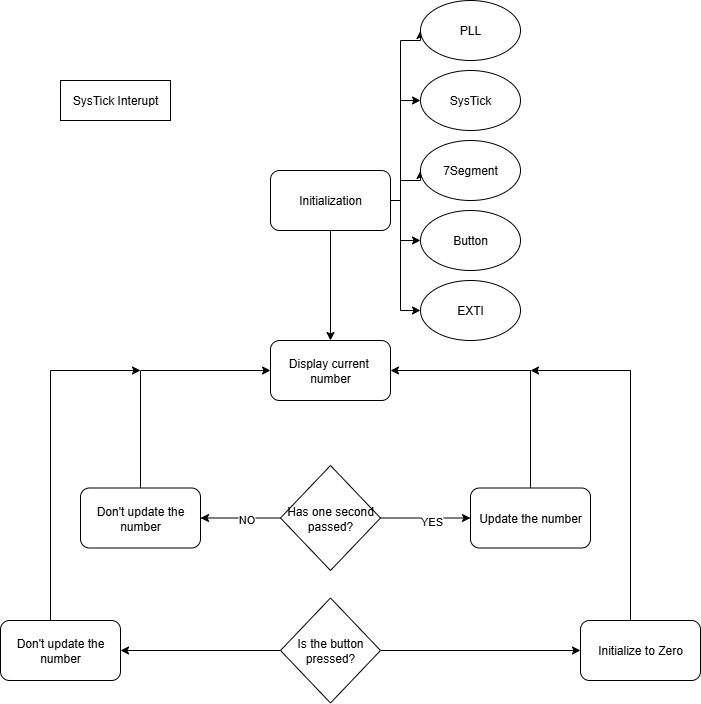 PLL
SysTick Interupt
SysTick
7Segment
Initialization
Button
EXTI
Display current
number
Don't update the
number
NO
Has one second
passed?
YES
Update the number
Don't update the
number
Is the button
pressed?
Initialize to Zero